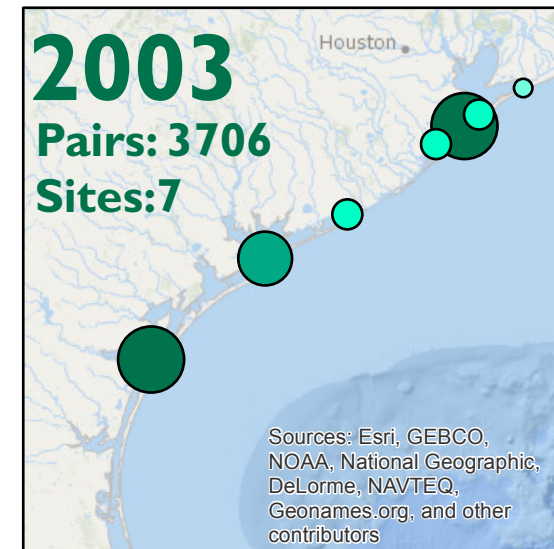 2003
Pairs: 3706
Sites:7
Houston
Sources: Esri, GEBCO,
NOAA, National Geographic,
DeLorme, NAVTEQ,
Geonames.org, and other
contributors